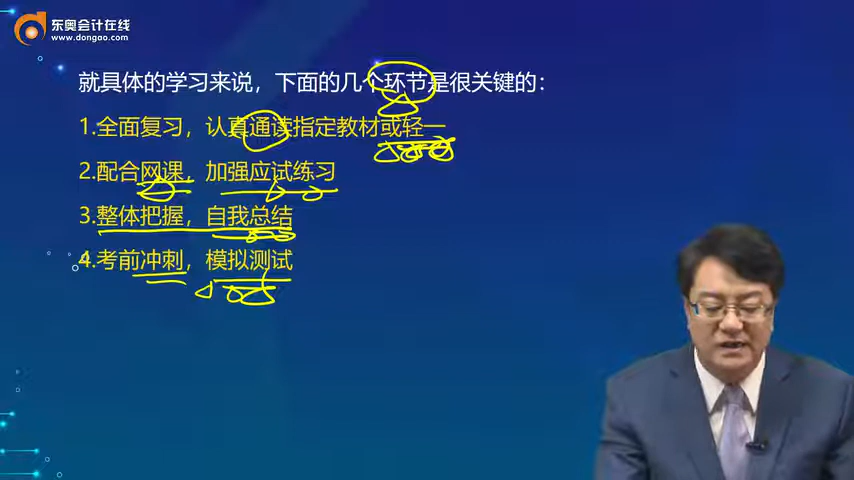 东奥会计在线
www.dongao.com
就具体的学习来说，下面的几个环节是很关键的：
1.全面复习，认真通读指定教材或轻一
2.配合网课，加强应试练习
3.整体把握，自我总结
4.考前冲刺，模拟测试